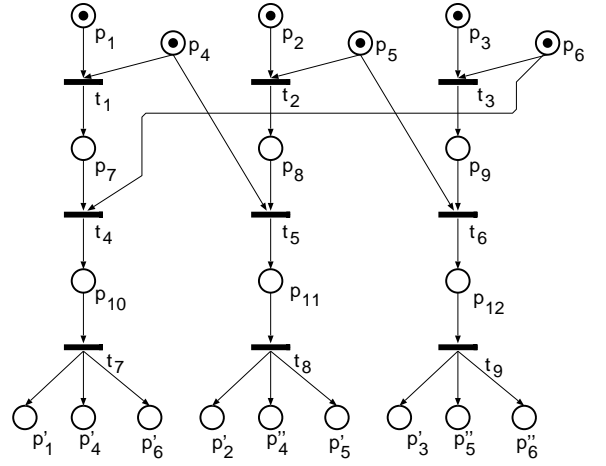 p₁ p₄ p₂ p₅ p₃ p₆
t₁ t₂ t₃
p₇ p₈ p₉
t₄ t₅ t₆
p₁₀ p₁₁ p₁₂
t₇ t₈ t₉
p'₁ p'₄ p'₆ p'₂ p''₄ p'₅ p'₃ p''₅ p''₆